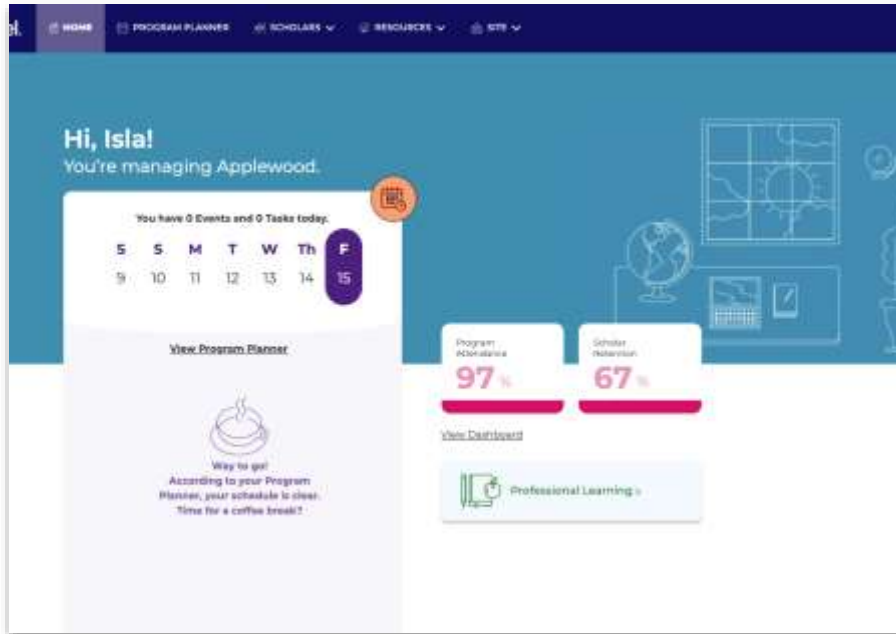 el.
HOME
PROGRAM PLANNER
SCHOLARS
RESOURCES
SITE
Hi, Isla!
You're managing Applewood.
You have 0 Events and 0 Tasks today.
S S M T W Th F
9 10 11 12 13 14 15
View Program Planner
Way to go!
According to your Program
Planner, your schedule is clear.
Time for a coffee break?
Program
Attendance
97 %
Scholar
Retention
67 %
View Dashboard
Professional Learning »